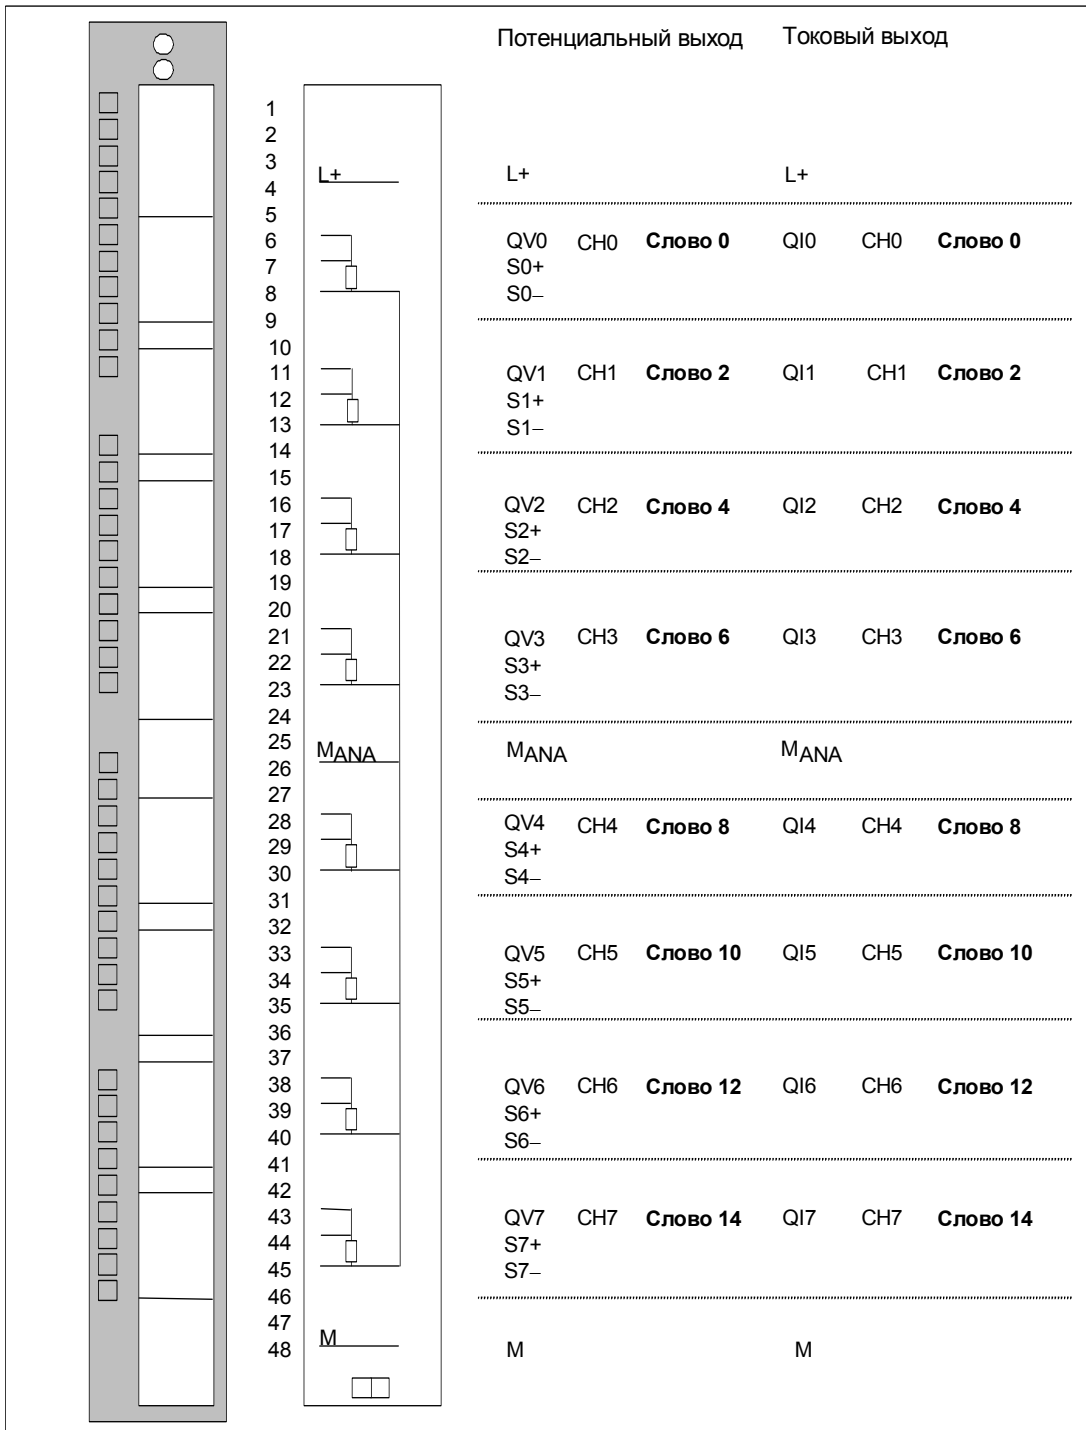 Потенциальный выход Токовый выход
1
2
3
L+ L+ L+
4
5
6 QV0 CH0 Слово 0 QI0 CH0 Слово 0
7 S0+
8 S0–
9
10
11 QV1 CH1 Слово 2 QI1 CH1 Слово 2
12 S1+
13 S1–
14
15
16 QV2 CH2 Слово 4 QI2 CH2 Слово 4
17 S2+
18 S2–
19
20
21 QV3 CH3 Слово 6 QI3 CH3 Слово 6
22 S3+
23 S3–
24
25 MANA MANA MANA
26
27
28 QV4 CH4 Слово 8 QI4 CH4 Слово 8
29 S4+
30 S4–
31
32
33 QV5 CH5 Слово 10 QI5 CH5 Слово 10
34 S5+
35 S5–
36
37
38 QV6 CH6 Слово 12 QI6 CH6 Слово 12
39 S6+
40 S6–
41
42
43 QV7 CH7 Слово 14 QI7 CH7 Слово 14
44 S7+
45 S7–
46
47
48 M M M